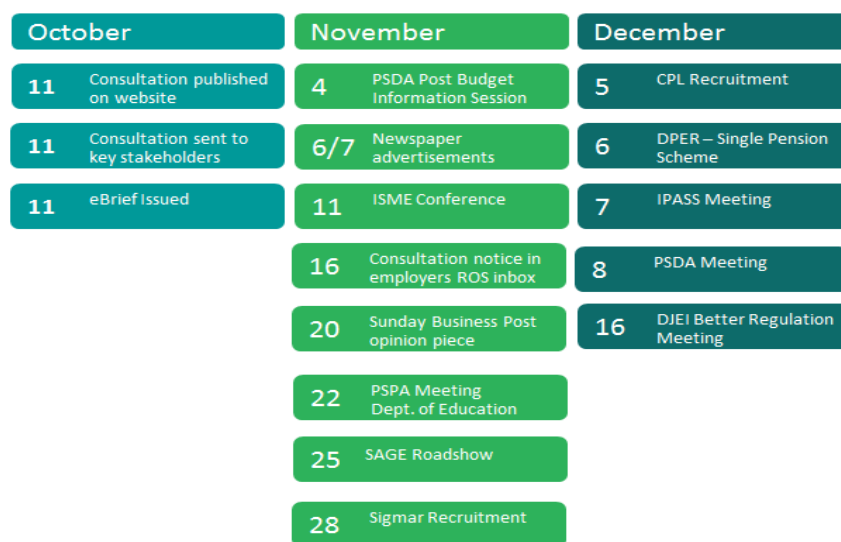 October
11 Consultation published
on website
11 Consultation sent to
key stakeholders
11 eBrief Issued
November
4 PSDA Post Budget
Information Session
6/7 Newspaper
advertisements
11 ISME Conference
16 Consultation notice in
employers ROS inbox
20 Sunday Business Post
opinion piece
22 PSPA Meeting
Dept. of Education
25 SAGE Roadshow
28 Sigmar Recruitment
December
5 CPL Recruitment
6 DPER – Single Pension
Scheme
7 IPASS Meeting
8 PSDA Meeting
16 DJEI Better Regulation
Meeting